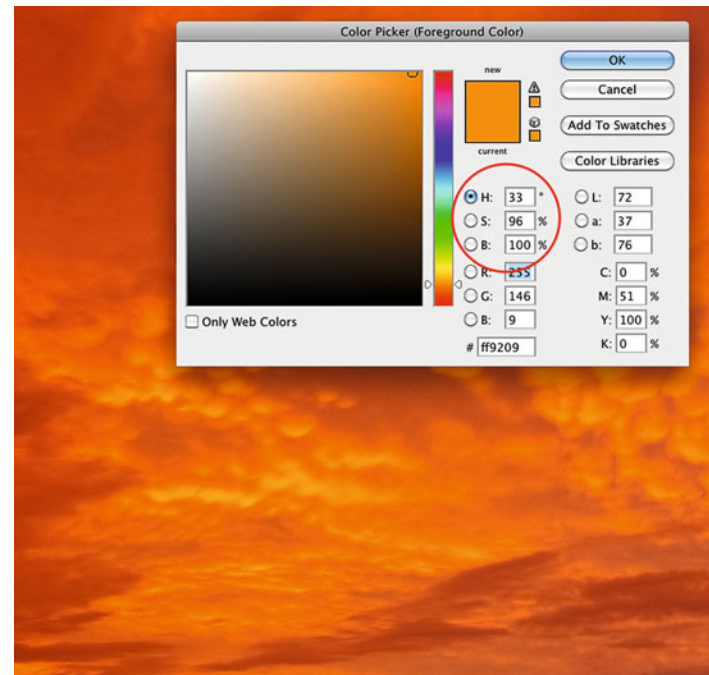 Color Picker (Foreground Color)
new
current
OK
Cancel
Add To Swatches
Color Libraries
H: 33 °
S: 96 %
B: 100 %
R: 255
G: 146
B: 9
# ff9209
L: 72
a: 37
b: 76
C: 0 %
M: 51 %
Y: 100 %
K: 0 %
Only Web Colors